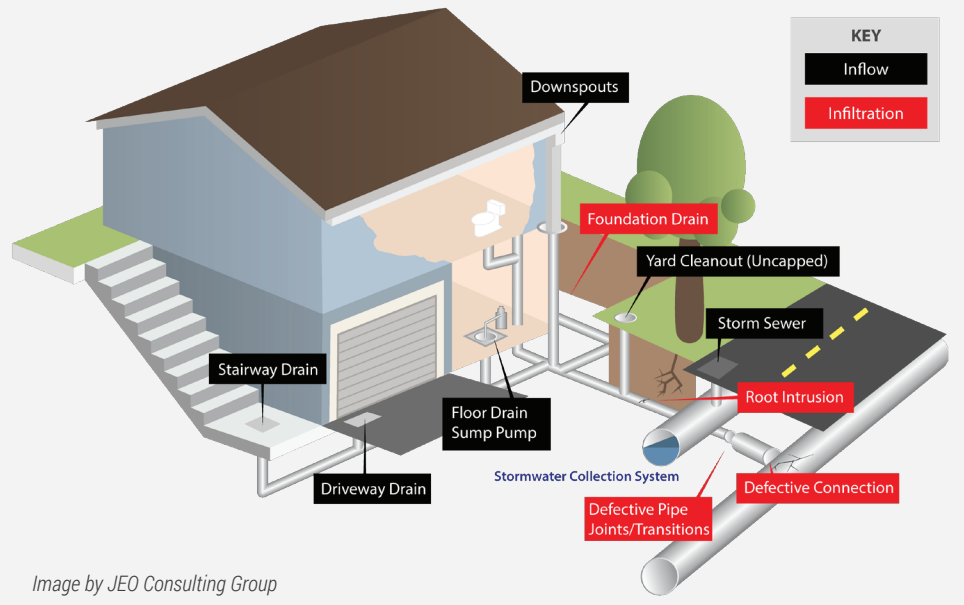 KEY
Inflow
Infiltration
Downspouts
Foundation Drain
Yard Cleanout (Uncapped)
Storm Sewer
Stairway Drain
Root Intrusion
Floor Drain
Sump Pump
Stormwater Collection System
Driveway Drain
Defective Connection
Defective Pipe
Joints/Transitions
Image by JEO Consulting Group